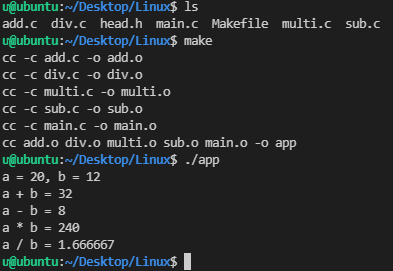 u@ubuntu:~/Desktop/Linux$ ls
add.c  div.c  head.h  main.c  Makefile  multi.c  sub.c
u@ubuntu:~/Desktop/Linux$ make
cc -c add.c -o add.o
cc -c div.c -o div.o
cc -c multi.c -o multi.o
cc -c sub.c -o sub.o
cc -c main.c -o main.o
cc add.o div.o multi.o sub.o main.o -o app
u@ubuntu:~/Desktop/Linux$ ./app
a = 20, b = 12
a + b = 32
a - b = 8
a * b = 240
a / b = 1.666667
u@ubuntu:~/Desktop/Linux$